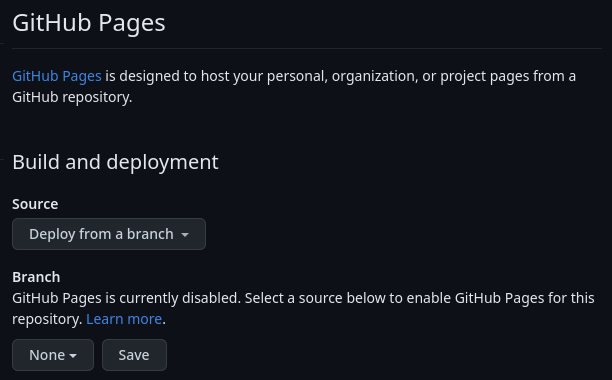 GitHub Pages
GitHub Pages is designed to host your personal, organization, or project pages from a
GitHub repository.
Build and deployment
Source
Deploy from a branch
Branch
GitHub Pages is currently disabled. Select a source below to enable GitHub Pages for this
repository. Learn more.
None Save